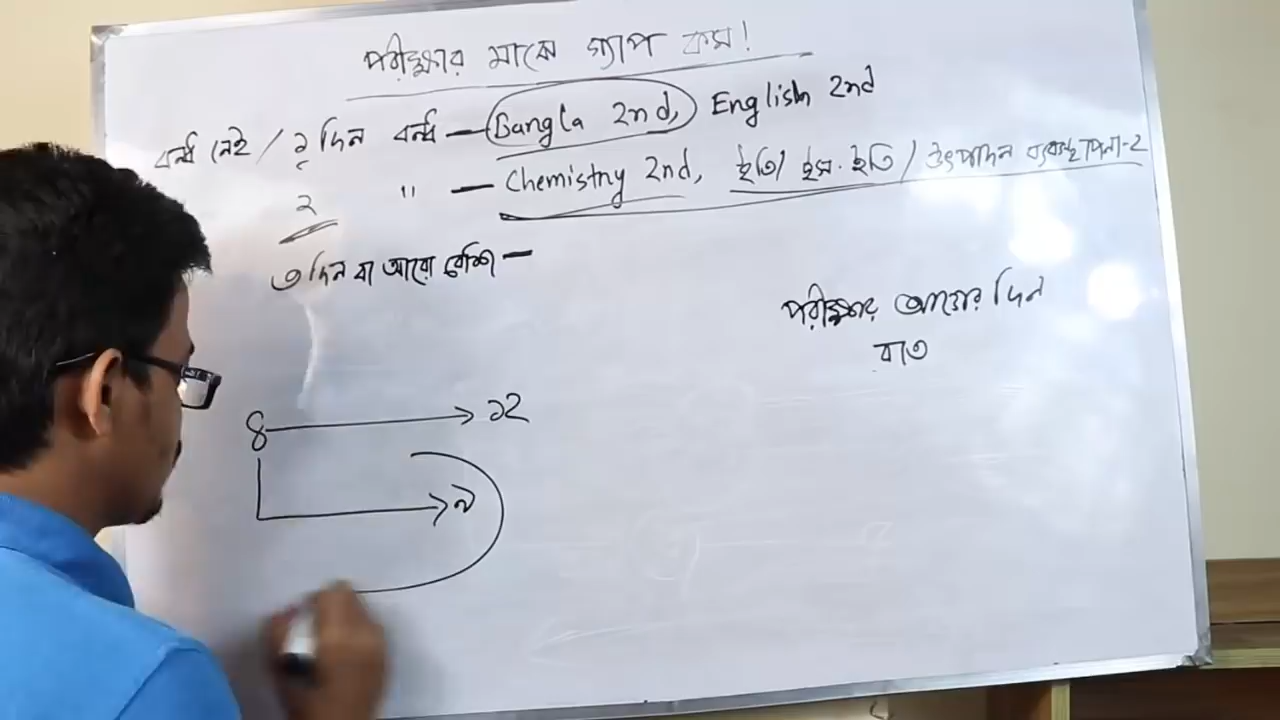 পরীক্ষার মাঝে গ্যাপ কম!
বন্ধ নেই / ১ দিন বন্ধ — Bangla 2nd, English 2nd
২ " — Chemistry 2nd, ইতি / ইস. ইতি / উৎপাদন ব্যবস্থাপনা-২
৩ দিন বা আরো বেশি —
পরীক্ষার আগের দিন
রাত
৪ → ১২
→ ৯